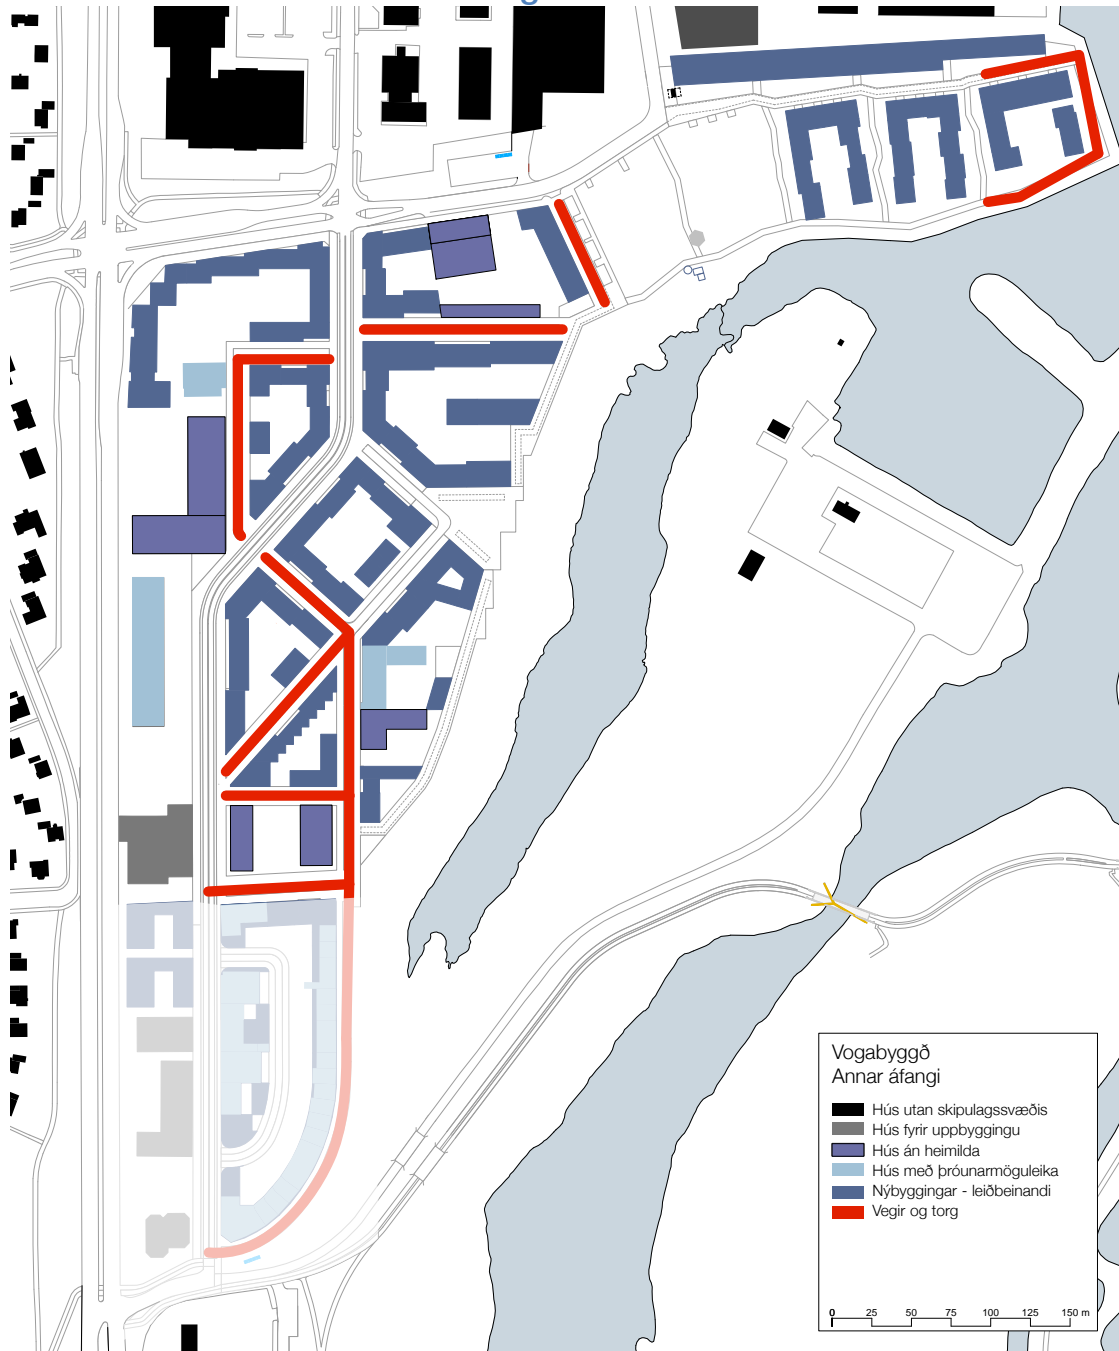 Vogabyggð
Annar áfangi
Hús utan skipulagssvæðis
Hús fyrir uppbyggingu
Hús án heimilda
Hús með þróunarmöguleika
Nýbyggingar - leiðbeinandi
Vegir og torg
0 25 50 75 100 125 150 m